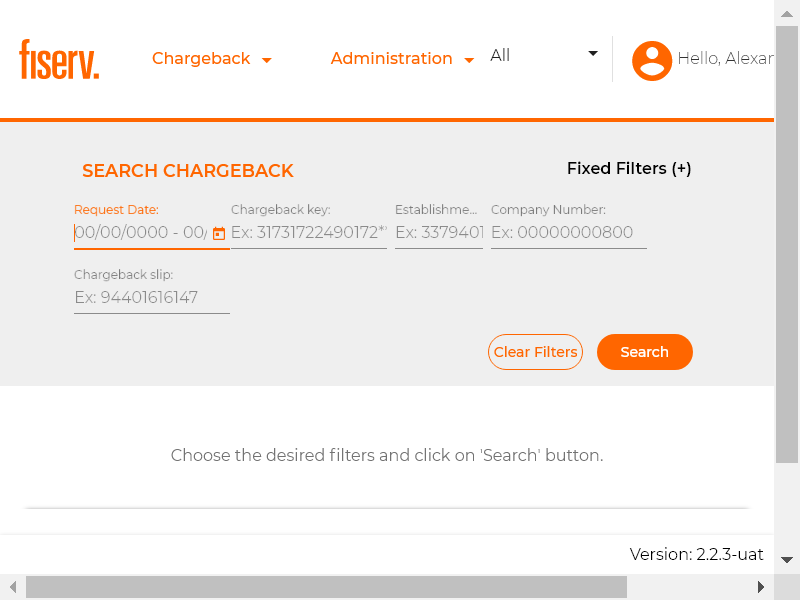 fiserv.
Chargeback
Administration
All
Hello, Alexar
SEARCH CHARGEBACK
Fixed Filters (+)
Request Date:
Chargeback key:
Establishme...
Company Number:
00/00/0000 - 00/
Ex: 31731722490172*
Ex: 3379401
Ex: 00000000800
Chargeback slip:
Ex: 94401616147
Clear Filters
Search
Choose the desired filters and click on 'Search' button.
Version: 2.2.3-uat